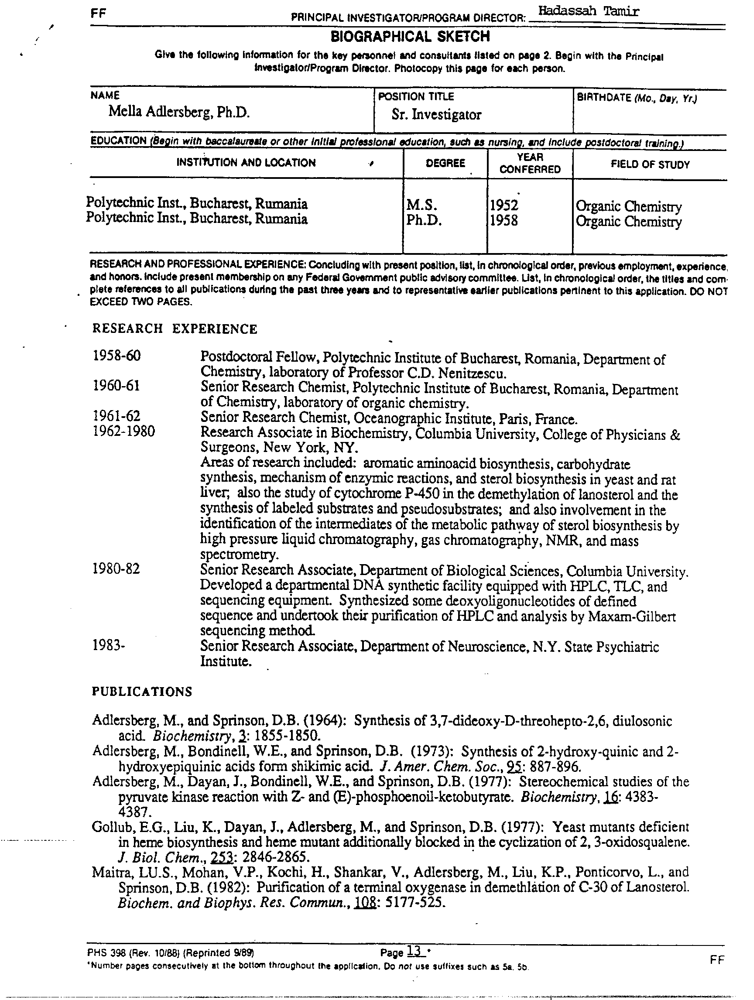 FF
PRINCIPAL INVESTIGATOR/PROGRAM DIRECTOR: Hadassah Tamir
BIOGRAPHICAL SKETCH
Give the following information for the key personnel and consultants listed on page 2. Begin with the Principal
Investigator/Program Director. Photocopy this page for each person.
NAME
Mella Adlersberg, Ph.D.
POSITION TITLE
Sr. Investigator
BIRTHDATE (Mo., Day, Yr.)
EDUCATION (Begin with baccalaureate or other initial professional education, such as nursing, and include postdoctoral training.)
INSTITUTION AND LOCATION
DEGREE
YEAR
CONFERRED
FIELD OF STUDY
Polytechnic Inst., Bucharest, Rumania M.S. 1952 Organic Chemistry
Polytechnic Inst., Bucharest, Rumania Ph.D. 1958 Organic Chemistry
RESEARCH AND PROFESSIONAL EXPERIENCE: Concluding with present position, list, in chronological order, previous employment, experience,
and honors. Include present membership on any Federal Government public advisory committee. List, in chronological order, the titles and com-
plete references to all publications during the past three years and to representative earlier publications pertinent to this application. DO NOT
EXCEED TWO PAGES.
RESEARCH EXPERIENCE
1958-60 Postdoctoral Fellow, Polytechnic Institute of Bucharest, Romania, Department of
Chemistry, laboratory of Professor C.D. Nenitzescu.
1960-61 Senior Research Chemist, Polytechnic Institute of Bucharest, Romania, Department
of Chemistry, laboratory of organic chemistry.
1961-62 Senior Research Chemist, Oceanographic Institute, Paris, France.
1962-1980 Research Associate in Biochemistry, Columbia University, College of Physicians &
Surgeons, New York, NY.
Areas of research included: aromatic aminoacid biosynthesis, carbohydrate
synthesis, mechanism of enzymic reactions, and sterol biosynthesis in yeast and rat
liver; also the study of cytochrome P-450 in the demethylation of lanosterol and the
synthesis of labeled substrates and pseudosubstrates; and also involvement in the
identification of the intermediates of the metabolic pathway of sterol biosynthesis by
high pressure liquid chromatography, gas chromatography, NMR, and mass
spectrometry.
1980-82 Senior Research Associate, Department of Biological Sciences, Columbia University.
Developed a departmental DNA synthetic facility equipped with HPLC, TLC, and
sequencing equipment. Synthesized some deoxyoligonucleotides of defined
sequence and undertook their purification of HPLC and analysis by Maxam-Gilbert
sequencing method.
1983- Senior Research Associate, Department of Neuroscience, N.Y. State Psychiatric
Institute.
PUBLICATIONS
Adlersberg, M., and Sprinson, D.B. (1964): Synthesis of 3,7-dideoxy-D-threohepto-2,6, diulosonic
acid. Biochemistry, 3: 1855-1850.
Adlersberg, M., Bondinell, W.E., and Sprinson, D.B. (1973): Synthesis of 2-hydroxy-quinic and 2-
hydroxyepiquinic acids form shikimic acid. J. Amer. Chem. Soc., 95: 887-896.
Adlersberg, M., Dayan, J., Bondinell, W.E., and Sprinson, D.B. (1977): Stereochemical studies of the
pyruvate kinase reaction with Z- and (E)-phosphoenoil-ketobutyrate. Biochemistry, 16: 4383-
4387.
Gollub, E.G., Liu, K., Dayan, J., Adlersberg, M., and Sprinson, D.B. (1977): Yeast mutants deficient
in heme biosynthesis and heme mutant additionally blocked in the cyclization of 2, 3-oxidosqualene.
J. Biol. Chem., 253: 2846-2865.
Maitra, LU.S., Mohan, V.P., Kochi, H., Shankar, V., Adlersberg, M., Liu, K.P., Ponticorvo, L., and
Sprinson, D.B. (1982): Purification of a terminal oxygenase in demethlation of C-30 of Lanosterol.
Biochem. and Biophys. Res. Commun., 108: 5177-525.
PHS 398 (Rev. 10/88) (Reprinted 9/89) Page 13 *
*Number pages consecutively at the bottom throughout the application. Do not use suffixes such as 5a, 5b.
FF